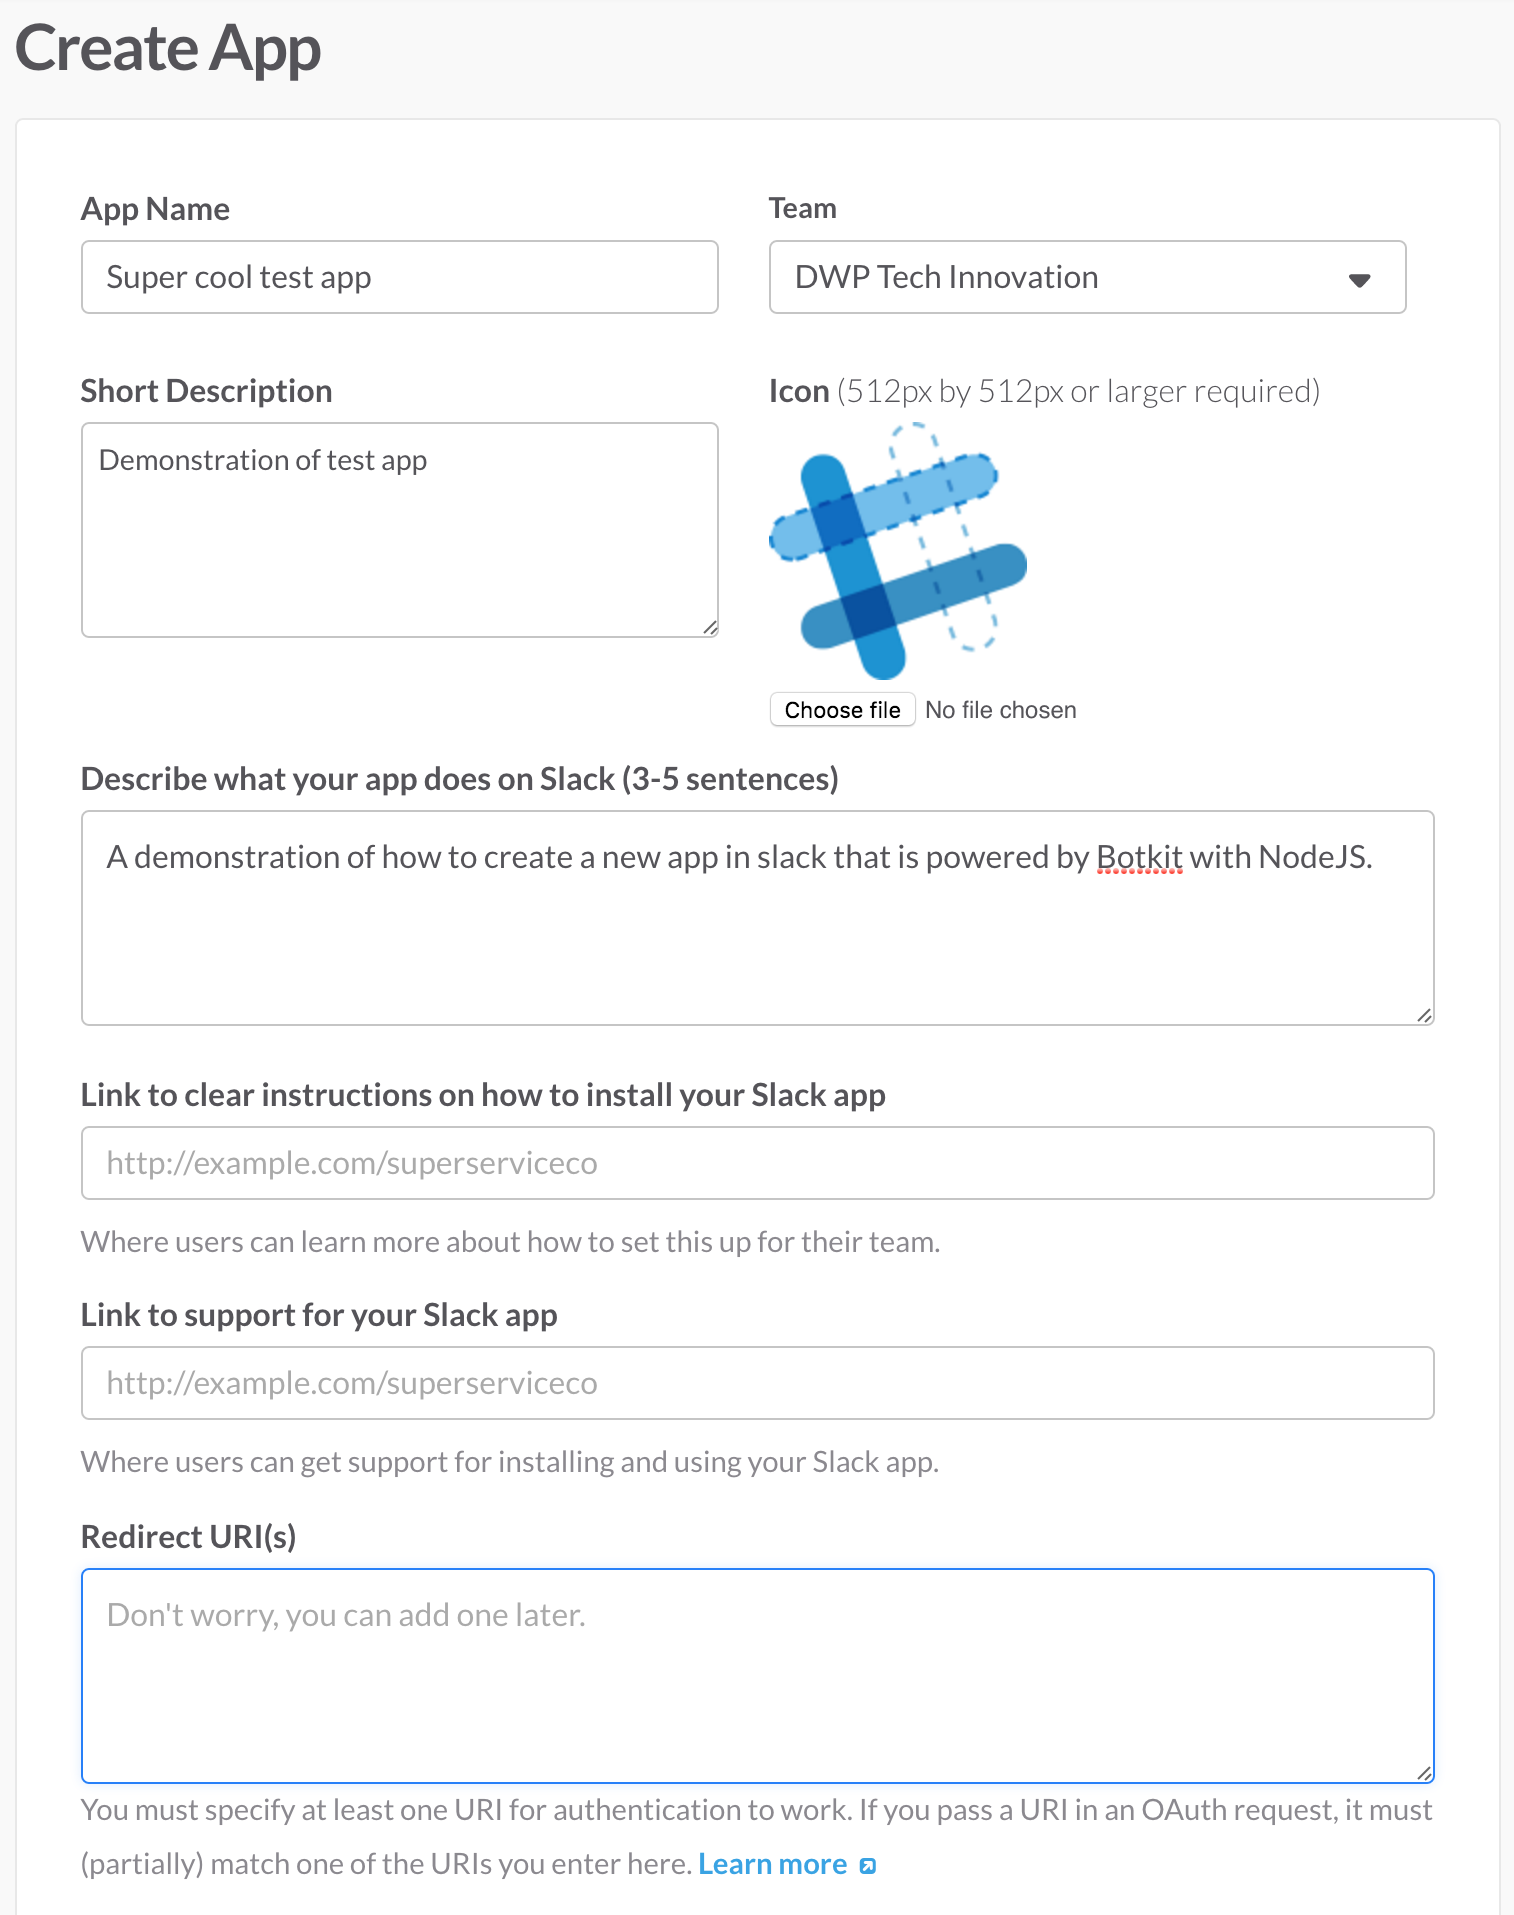 Create App
App Name
Team
Super cool test app
DWP Tech Innovation
Short Description
Icon (512px by 512px or larger required)
Demonstration of test app
Choose file No file chosen
Describe what your app does on Slack (3-5 sentences)
A demonstration of how to create a new app in slack that is powered by Botkit with NodeJS.
Link to clear instructions on how to install your Slack app
http://example.com/superserviceco
Where users can learn more about how to set this up for their team.
Link to support for your Slack app
http://example.com/superserviceco
Where users can get support for installing and using your Slack app.
Redirect URI(s)
Don't worry, you can add one later.
You must specify at least one URI for authentication to work. If you pass a URI in an OAuth request, it must
(partially) match one of the URIs you enter here. Learn more